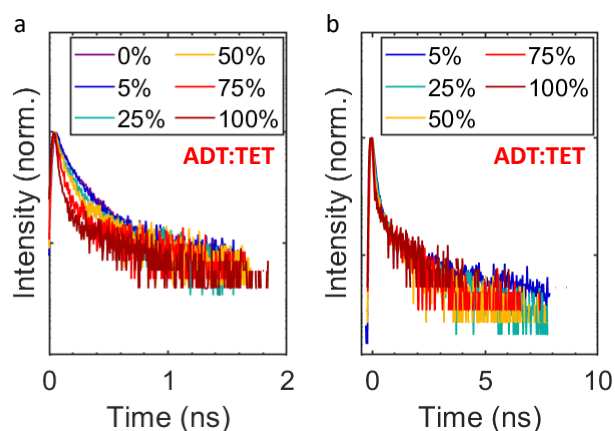 a
0%
50%
5%
75%
25%
100%
ADT:TET
Intensity (norm.)
0
1
2
Time (ns)
b
5%
75%
25%
100%
50%
ADT:TET
Intensity (norm.)
0
5
10
Time (ns)